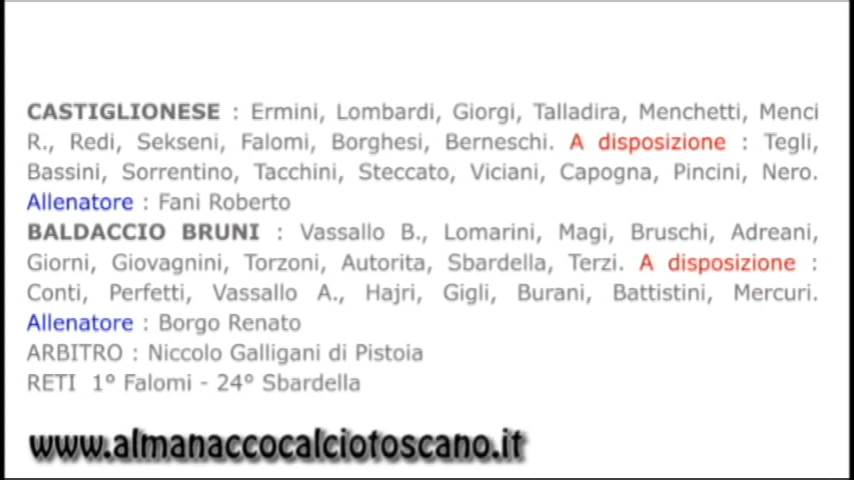 CASTIGLIONESE : Ermini, Lombardi, Giorgi, Talladira, Menchetti, Menci
R., Redi, Sekseni, Falomi, Borghesi, Berneschi. A disposizione : Tegli,
Bassini, Sorrentino, Tacchini, Steccato, Viciani, Capogna, Pincini, Nero.
Allenatore : Fani Roberto
BALDACCIO BRUNI : Vassallo B., Lomarini, Magi, Bruschi, Adreani,
Giorni, Giovagnini, Torzoni, Autorita, Sbardella, Terzi. A disposizione :
Conti, Perfetti, Vassallo A., Hajri, Gigli, Burani, Battistini, Mercuri.
Allenatore : Borgo Renato
ARBITRO : Niccolo Galligani di Pistoia
RETI 1° Falomi - 24° Sbardella
www.almanaccocalciotoscano.it